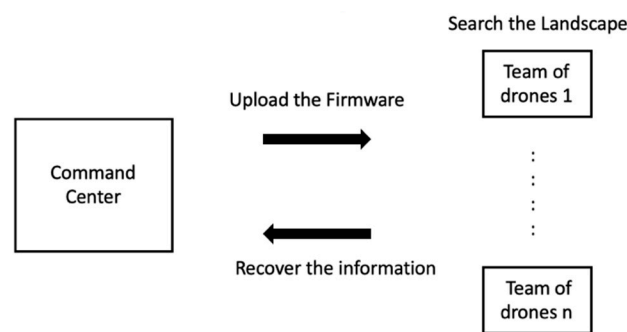 Search the Landscape
Team of
drones 1
Upload the Firmware
Command
Center
Recover the information
Team of
drones n